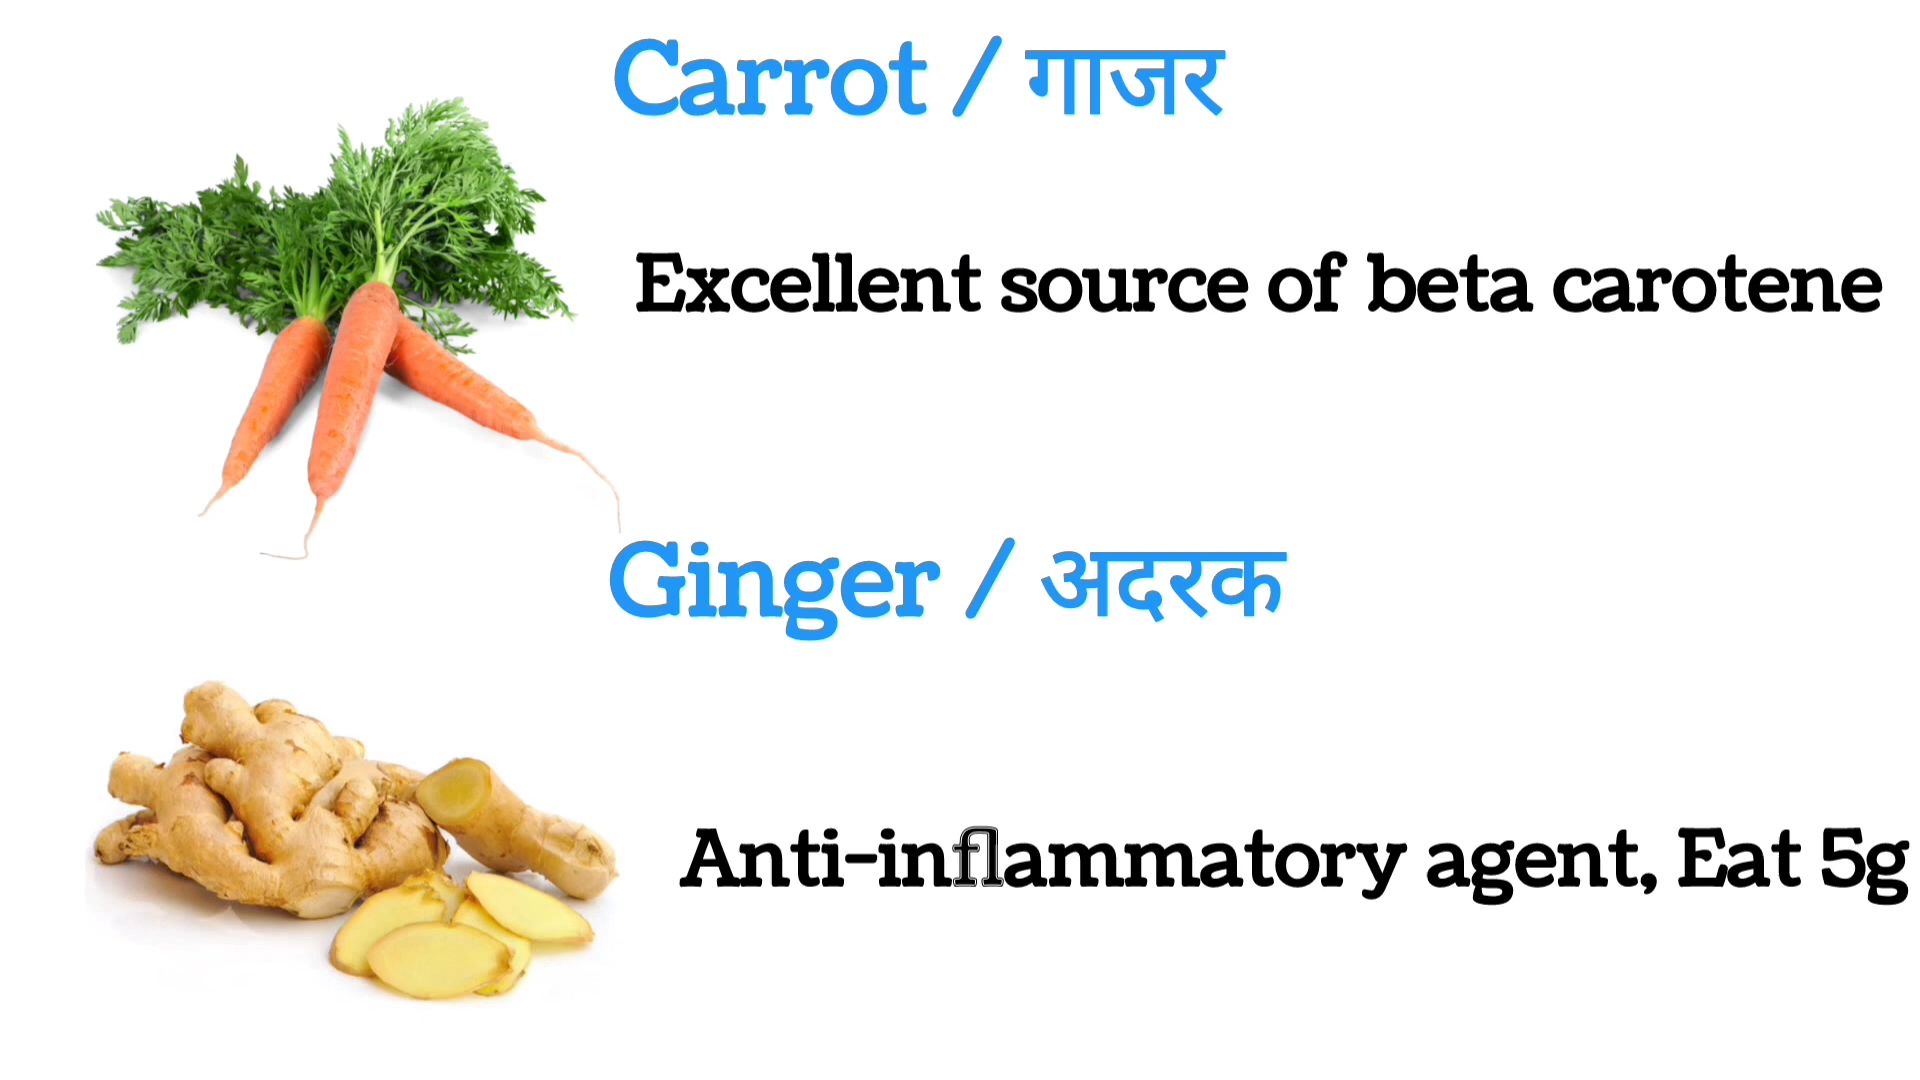 Carrot / गाजर
Excellent source of beta carotene
Ginger / अदरक
Anti-inflammatory agent, Eat 5g